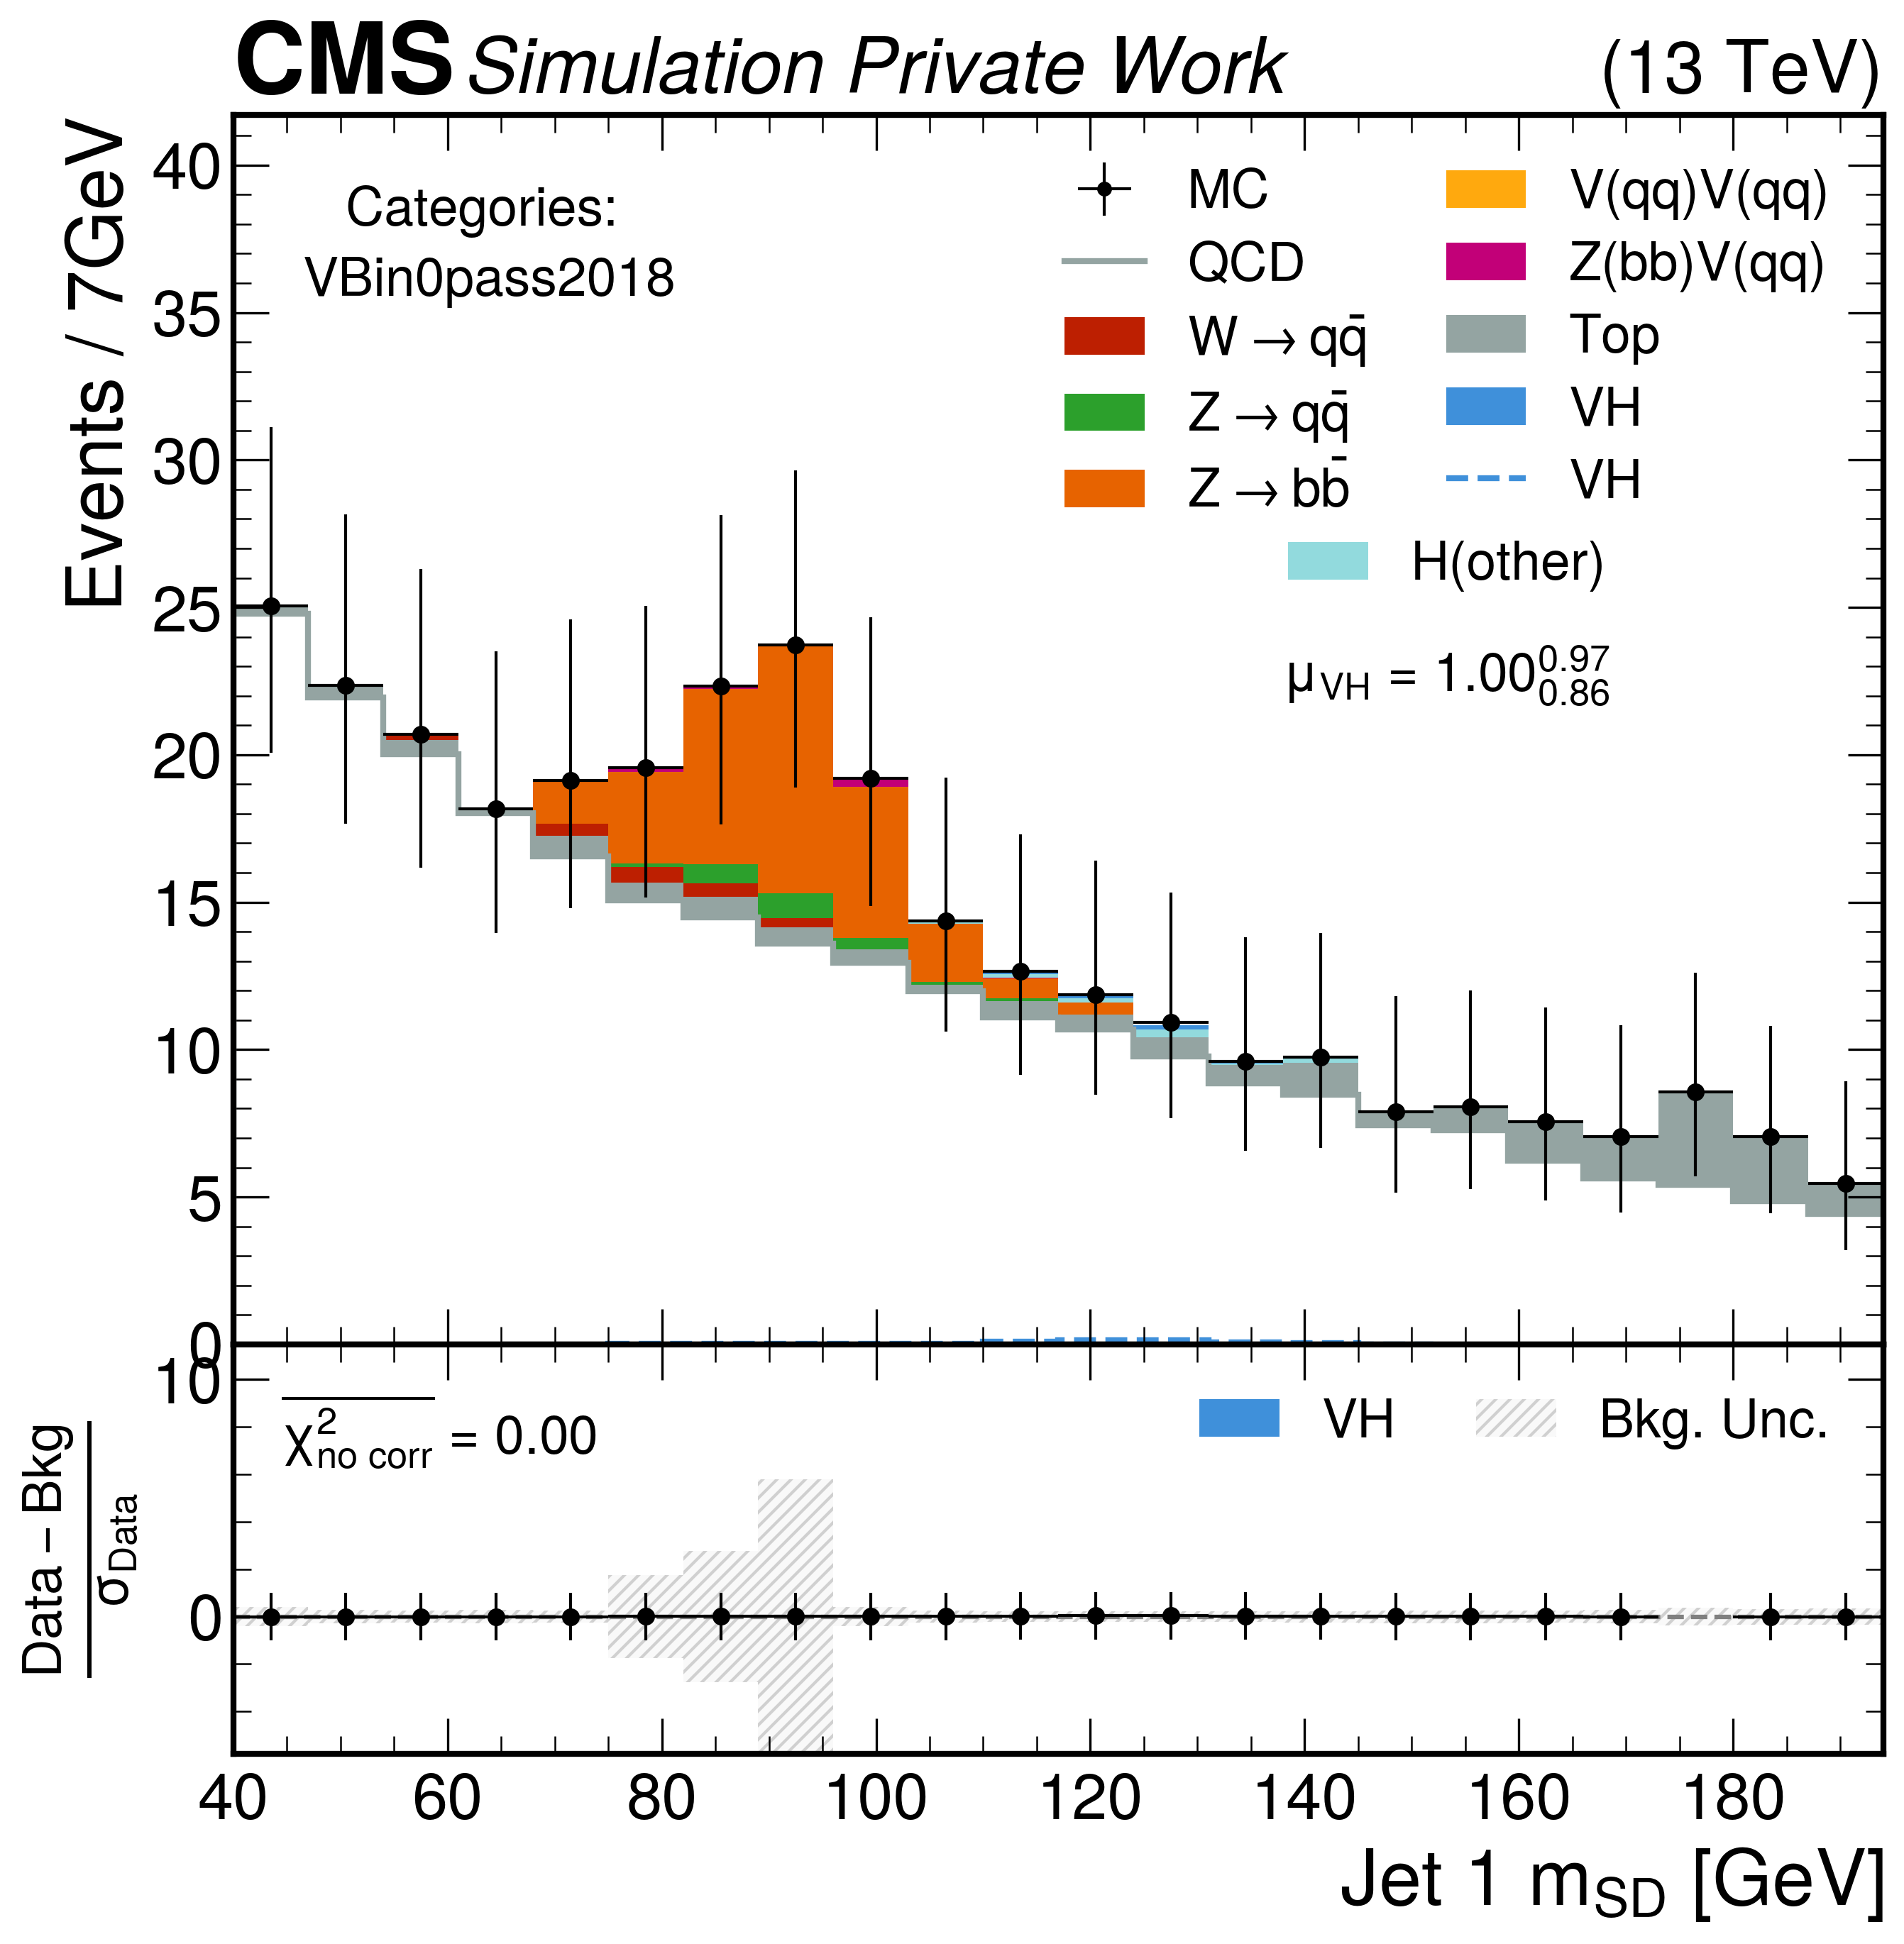 CMS Simulation Private Work (13 TeV)
Events / 7GeV
40
35
30
25
20
15
10
5
0
Categories:
VBin0pass2018
MC
QCD
W → qq̄
Z → qq̄
Z → bb̄
V(qq)V(qq)
Z(bb)V(qq)
Top
VH
VH
H(other)
μ_VH = 1.00^0.97_0.86
Data − Bkg
σ_Data
10
0
χ²_no corr = 0.00
VH
Bkg. Unc.
40 60 80 100 120 140 160 180
Jet 1 m_SD [GeV]